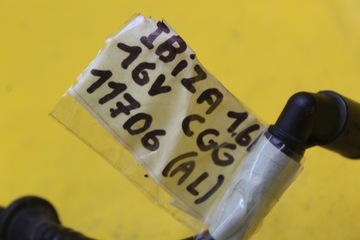 IBiZA 1.6
16V CGG
11706 (AL)